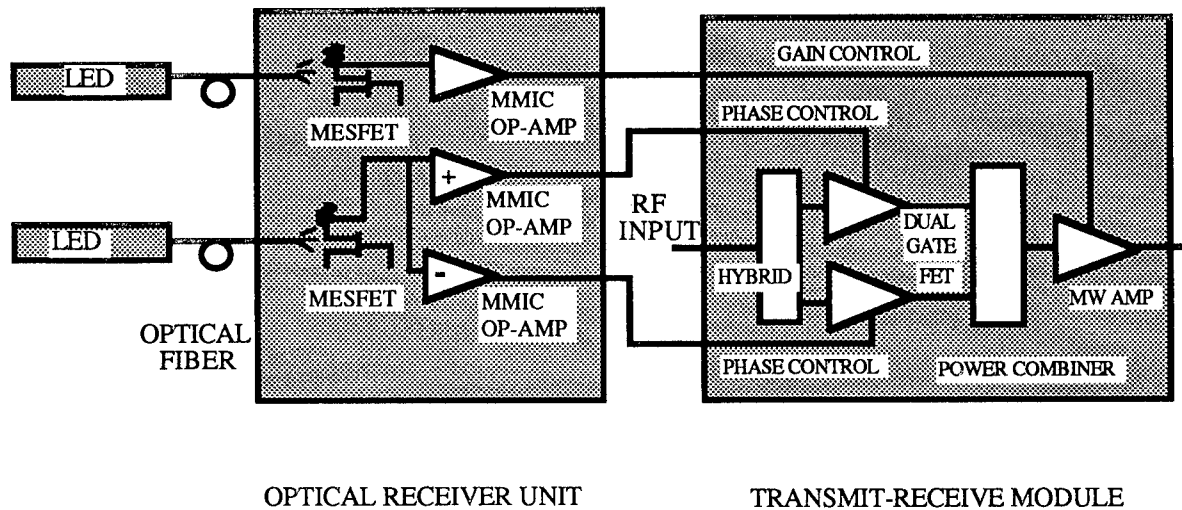 LED
MESFET
MMIC
OP-AMP
GAIN CONTROL
PHASE CONTROL
+
MMIC
OP-AMP
RF
INPUT
LED
MESFET
-
MMIC
OP-AMP
HYBRID
DUAL
GATE
FET
MW AMP
OPTICAL
FIBER
PHASE CONTROL
POWER COMBINER
OPTICAL RECEIVER UNIT
TRANSMIT-RECEIVE MODULE